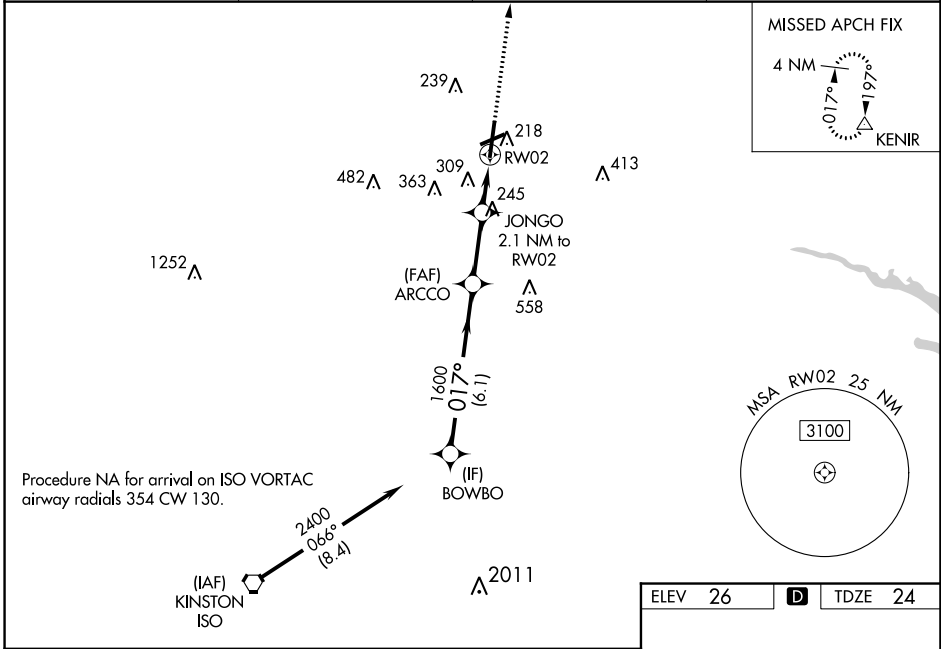 MISSED APCH FIX
4 NM
017°
197°
KENIR
239
218
RW02
309
482
363
413
245
JONGO
2.1 NM to
RW02
1252
(FAF)
ARCCO
558
1600
017°
(6.1)
MSA RW02 25 NM
3100
(IF)
BOWBO
Procedure NA for arrival on ISO VORTAC
airway radials 354 CW 130.
2400
066°
(8.4)
(IAF)
KINSTON
ISO
2011
ELEV 26 D TDZE 24